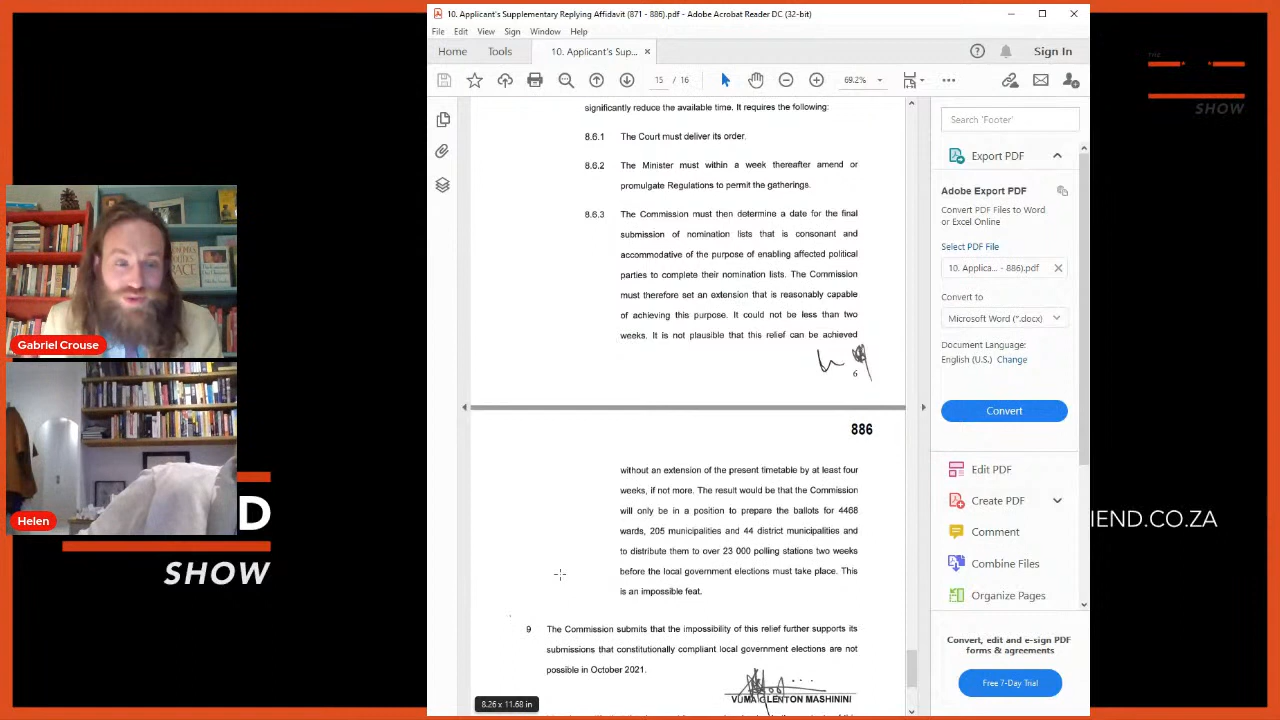 10. Applicant's Supplementary Replying Affidavit (871 - 886).pdf - Adobe Acrobat Reader DC (32-bit)
File Edit View Sign Window Help
Home Tools 10. Applicant's Sup... × Sign In
15 / 16 69.2%
significantly reduce the available time. It requires the following:
8.6.1 The Court must deliver its order.
8.6.2 The Minister must within a week thereafter amend or
promulgate Regulations to permit the gatherings.
8.6.3 The Commission must then determine a date for the final
submission of nomination lists that is consonant and
accommodative of the purpose of enabling affected political
parties to complete their nomination lists. The Commission
must therefore set an extension that is reasonably capable
of achieving this purpose. It could not be less than two
weeks. It is not plausible that this relief can be achieved
6
886
without an extension of the present timetable by at least four
weeks, if not more. The result would be that the Commission
will only be in a position to prepare the ballots for 4468
wards, 205 municipalities and 44 district municipalities and
to distribute them to over 23 000 polling stations two weeks
before the local government elections must take place. This
is an impossible feat.
9 The Commission submits that the impossibility of this relief further supports its
submissions that constitutionally compliant local government elections are not
possible in October 2021.
VUMA GLENTON MASHININI
8.26 x 11.68 in
Search 'Footer'
Export PDF
Adobe Export PDF
Convert PDF Files to Word
or Excel Online
Select PDF File
10. Applica... - 886).pdf
Convert to
Microsoft Word (*.docx)
Document Language:
English (U.S.) Change
Convert
Edit PDF
Create PDF
Comment
Combine Files
Organize Pages
Convert, edit and e-sign PDF
forms & agreements
Free 7-Day Trial
Gabriel Crouse
Helen
D
SHOW
SHOW
IEND.CO.ZA